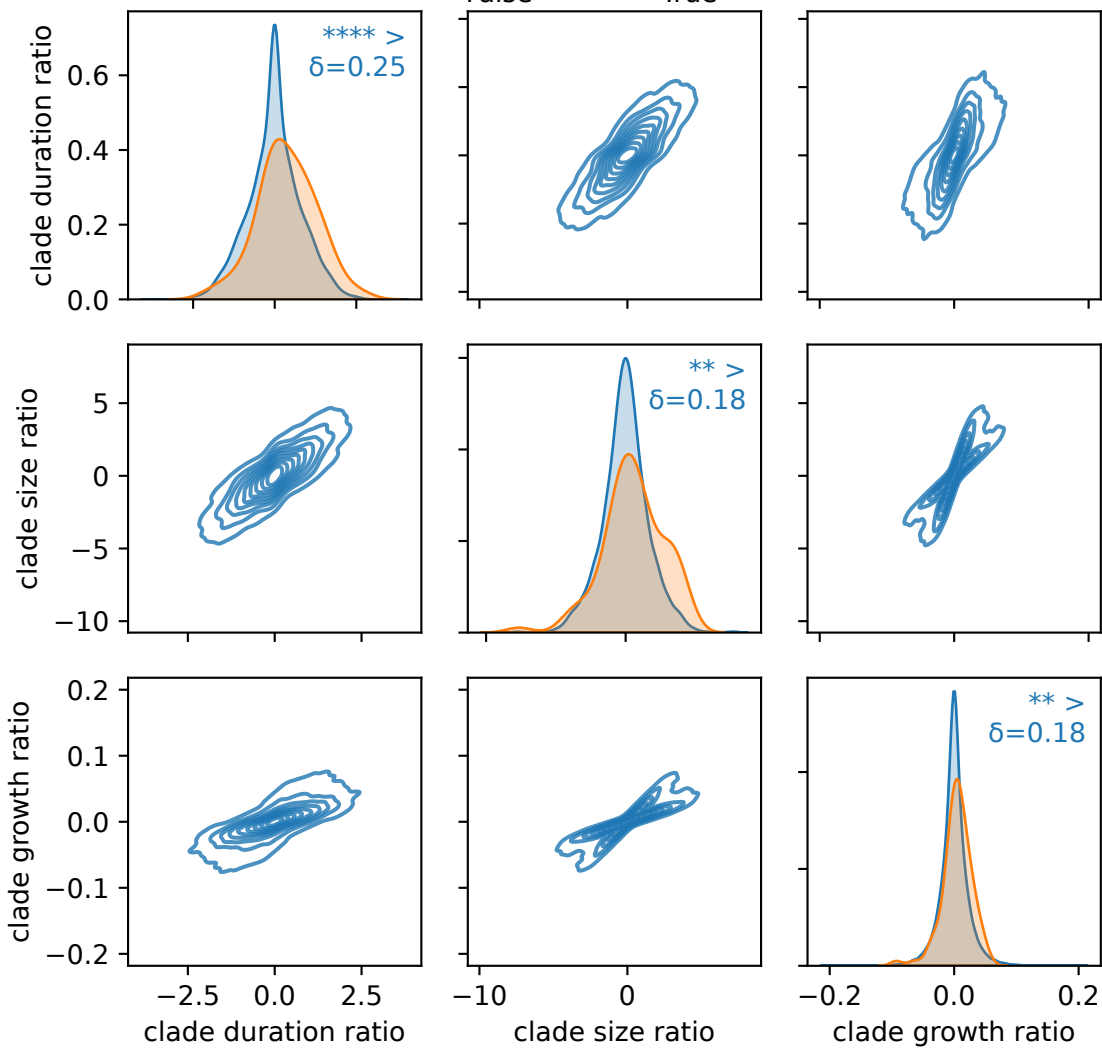 False True
clade duration ratio
0.6
0.4
0.2
0.0
**** >
δ=0.25
clade size ratio
5
0
−5
−10
** >
δ=0.18
clade growth ratio
0.2
0.1
0.0
−0.1
−0.2
** >
δ=0.18
−2.5 0.0 2.5
−10 0
−0.2 0.0 0.2
clade duration ratio
clade size ratio
clade growth ratio